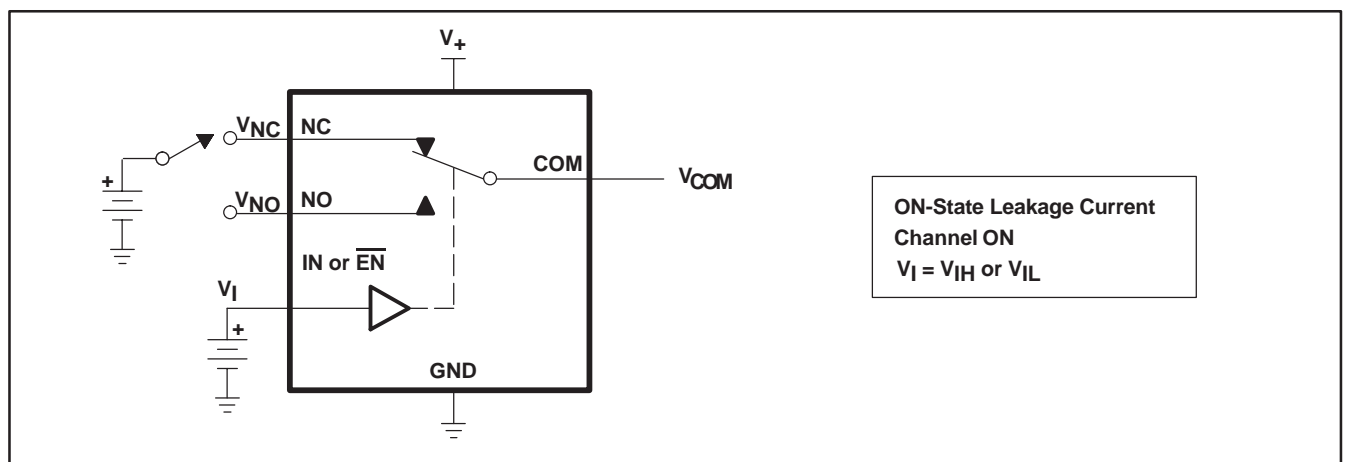 V+
VNC NC
COM
VCOM
+
VNO NO
IN or E̅N̅
VI
+
GND
ON-State Leakage Current
Channel ON
VI = VIH or VIL